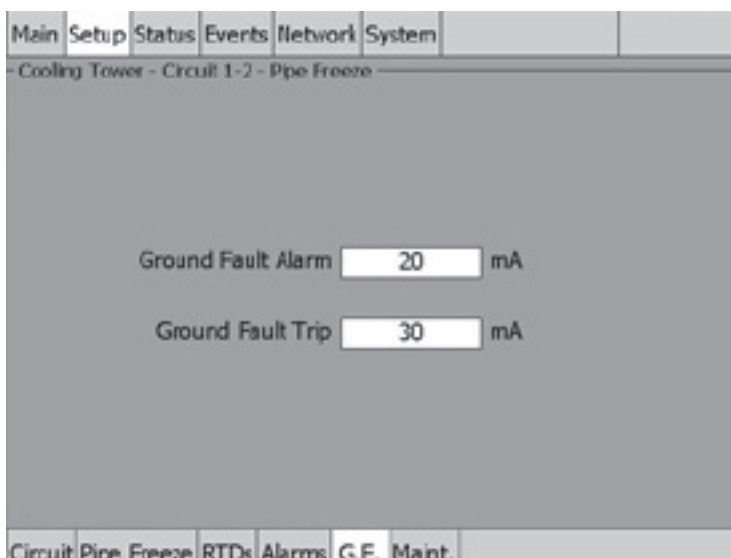 Main Setup Status Events Network System
Cooling Tower - Circuit 1-2 - Pipe Freeze
Ground Fault Alarm 20 mA
Ground Fault Trip 30 mA
Circuit Pipe Freeze RTDs Alarms G.F. Maint.